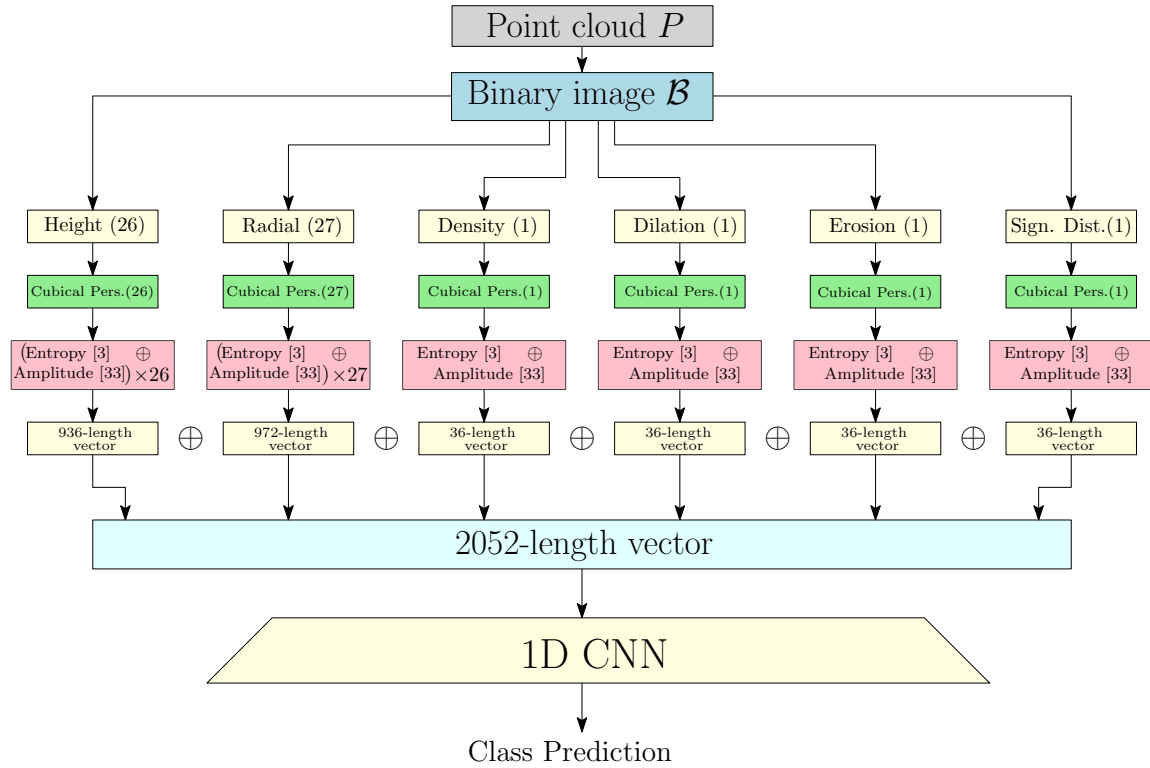 Point cloud P
Binary image ℬ
Height (26)
Radial (27)
Density (1)
Dilation (1)
Erosion (1)
Sign. Dist.(1)
Cubical Pers.(26)
Cubical Pers.(27)
Cubical Pers.(1)
Cubical Pers.(1)
Cubical Pers.(1)
Cubical Pers.(1)
(Entropy [3] ⊕
Amplitude [33])×26
(Entropy [3] ⊕
Amplitude [33])×27
Entropy [3] ⊕
Amplitude [33]
Entropy [3] ⊕
Amplitude [33]
Entropy [3] ⊕
Amplitude [33]
Entropy [3] ⊕
Amplitude [33]
936-length
vector
⊕
972-length
vector
⊕
36-length
vector
⊕
36-length
vector
⊕
36-length
vector
⊕
36-length
vector
2052-length vector
1D CNN
Class Prediction